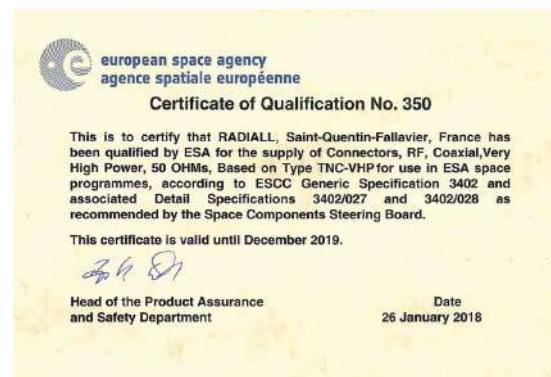 european space agency
agence spatiale européenne
Certificate of Qualification No. 350
This is to certify that RADIALL, Saint-Quentin-Fallavier, France has
been qualified by ESA for the supply of Connectors, RF, Coaxial,Very
High Power, 50 OHMs, Based on Type TNC-VHPfor use in ESA space
programmes, according to ESCC Generic Specification 3402 and
associated Detail Specifications 3402/027 and 3402/028 as
recommended by the Space Components Steering Board.
This certificate is valid until December 2019.
Head of the Product Assurance
and Safety Department
Date
26 January 2018